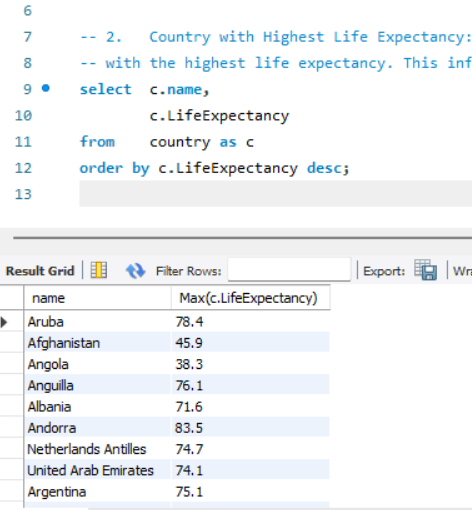 6
7 -- 2. Country with Highest Life Expectancy:
8 -- with the highest life expectancy. This inf
9 select c.name,
10 c.LifeExpectancy
11 from country as c
12 order by c.LifeExpectancy desc;
13
Result Grid Filter Rows: Export: Wra
name Max(c.LifeExpectancy)
Aruba 78.4
Afghanistan 45.9
Angola 38.3
Anguilla 76.1
Albania 71.6
Andorra 83.5
Netherlands Antilles 74.7
United Arab Emirates 74.1
Argentina 75.1